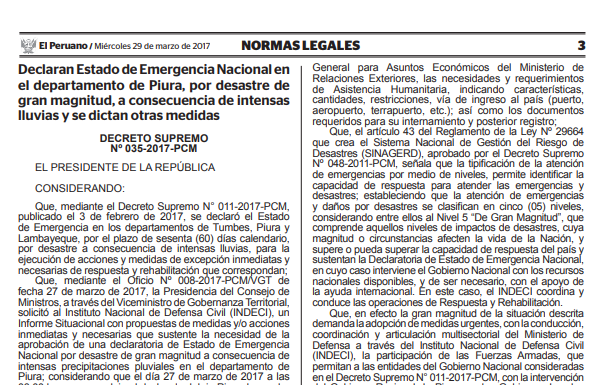 El Peruano / Miércoles 29 de marzo de 2017
NORMAS LEGALES
3
Declaran Estado de Emergencia Nacional en
el departamento de Piura, por desastre de
gran magnitud, a consecuencia de intensas
lluvias y se dictan otras medidas
DECRETO SUPREMO
Nº 035-2017-PCM
EL PRESIDENTE DE LA REPÚBLICA
CONSIDERANDO:
Que, mediante el Decreto Supremo N° 011-2017-PCM,
publicado el 3 de febrero de 2017, se declaró el Estado
de Emergencia en los departamentos de Tumbes, Piura y
Lambayeque, por el plazo de sesenta (60) días calendario,
por desastre a consecuencia de intensas lluvias, para la
ejecución de acciones y medidas de excepción inmediatas y
necesarias de respuesta y rehabilitación que correspondan;
Que, mediante el Oficio Nº 008-2017-PCM/VGT de
fecha 27 de marzo de 2017, la Presidencia del Consejo de
Ministros, a través del Viceministro de Gobernanza Territorial,
solicitó al Instituto Nacional de Defensa Civil (INDECI), un
Informe Situacional con propuestas de medidas y/o acciones
inmediatas y necesarias que sustente la necesidad de la
aprobación de una declaratoria de Estado de Emergencia
Nacional por desastre de gran magnitud a consecuencia de
intensas precipitaciones pluviales en el departamento de
Piura; considerando que el día 27 de marzo de 2017 a las
General para Asuntos Económicos del Ministerio de
Relaciones Exteriores, las necesidades y requerimientos
de Asistencia Humanitaria, indicando características,
cantidades, restricciones, vía de ingreso al país (puerto,
aeropuerto, terrapuerto, etc.); así como los documentos
requeridos para su internamiento y posterior registro;
Que, el artículo 43 del Reglamento de la Ley Nº 29664
que crea el Sistema Nacional de Gestión del Riesgo de
Desastres (SINAGERD), aprobado por el Decreto Supremo
Nº 048-2011-PCM, señala que la tipificación de la atención
de emergencias por medio de niveles, permite identificar la
capacidad de respuesta para atender las emergencias y
desastres; estableciendo que la atención de emergencias
y daños por desastres se clasifican en cinco (05) niveles,
considerando entre ellos al Nivel 5 “De Gran Magnitud”, que
comprende aquellos niveles de impactos de desastres, cuya
magnitud o circunstancias afecten la vida de la Nación, y
supere o pueda superar la capacidad de respuesta del país y
sustentan la Declaratoria de Estado de Emergencia Nacional,
en cuyo caso interviene el Gobierno Nacional con los recursos
nacionales disponibles, y de ser necesario, con el apoyo de
la ayuda internacional. En este caso, el INDECI coordina y
conduce las operaciones de Respuesta y Rehabilitación.
Que, en efecto la gran magnitud de la situación descrita
demanda la adopción de medidas urgentes, con la conducción,
coordinación y articulación multisectorial del Ministerio de
Defensa a través del Instituto Nacional de Defensa Civil
(INDECI), la participación de las Fuerzas Armadas, que
permitan a las entidades del Gobierno Nacional consideradas
en el Decreto Supremo N° 011-2017-PCM, con la intervención